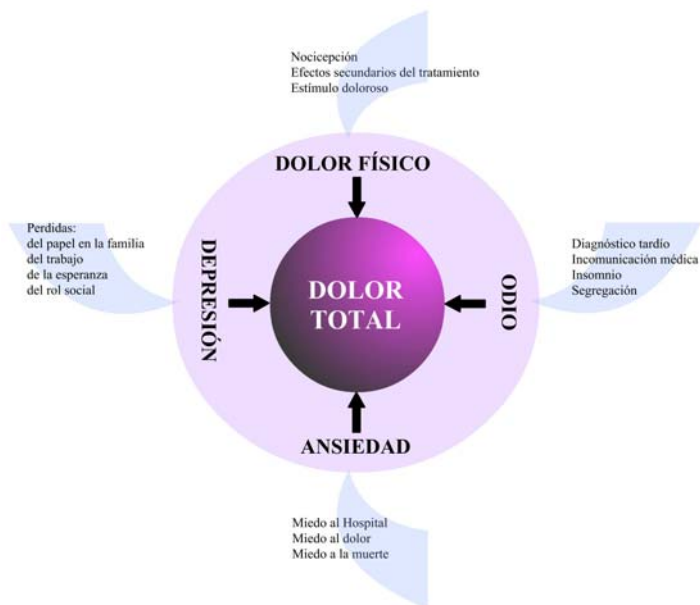 Nocicepción
Efectos secundarios del tratamiento
Estímulo doloroso
DOLOR FÍSICO
Perdidas:
del papel en la familia
del trabajo
de la esperanza
del rol social
DEPRESIÓN
DOLOR
TOTAL
ODIO
Diagnóstico tardío
Incomunicación médica
Insomnio
Segregación
ANSIEDAD
Miedo al Hospital
Miedo al dolor
Miedo a la muerte